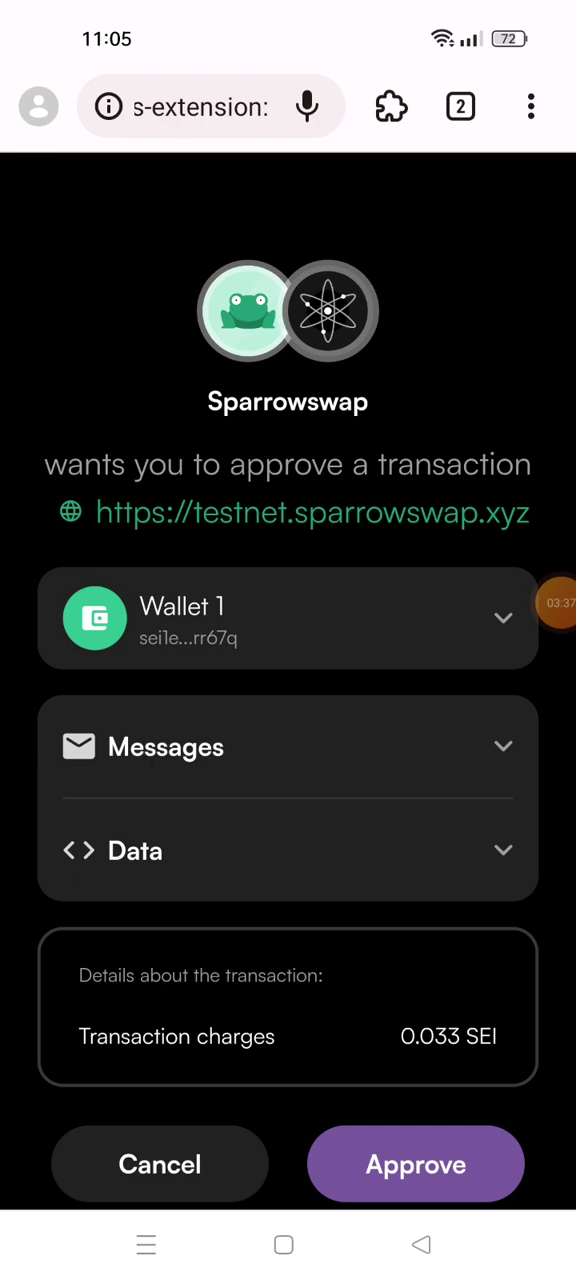 11:05
72
s-extension:
2
Sparrowswap
wants you to approve a transaction
https://testnet.sparrowswap.xyz
Wallet 1
sei1e...rr67q
03:37
Messages
Data
Details about the transaction:
Transaction charges 0.033 SEI
Cancel Approve